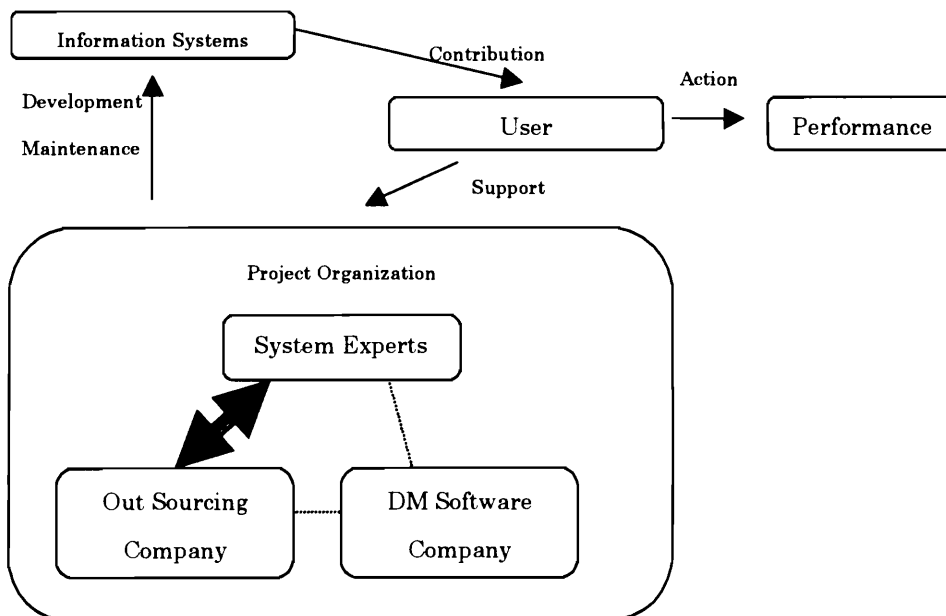 Information Systems
Contribution
Development
Action
User
Performance
Maintenance
Support
Project Organization
System Experts
Out Sourcing
Company
DM Software
Company